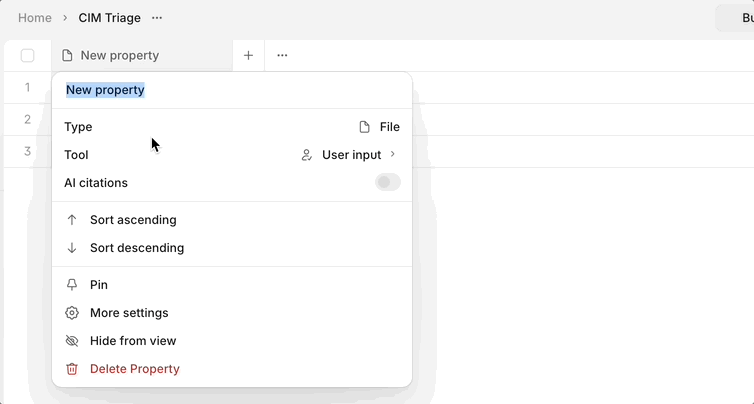 Home › CIM Triage ···
Bu
New property + ···
1
New property
2
Type File
3
Tool User input ›
AI citations
Sort ascending
Sort descending
Pin
More settings
Hide from view
Delete Property